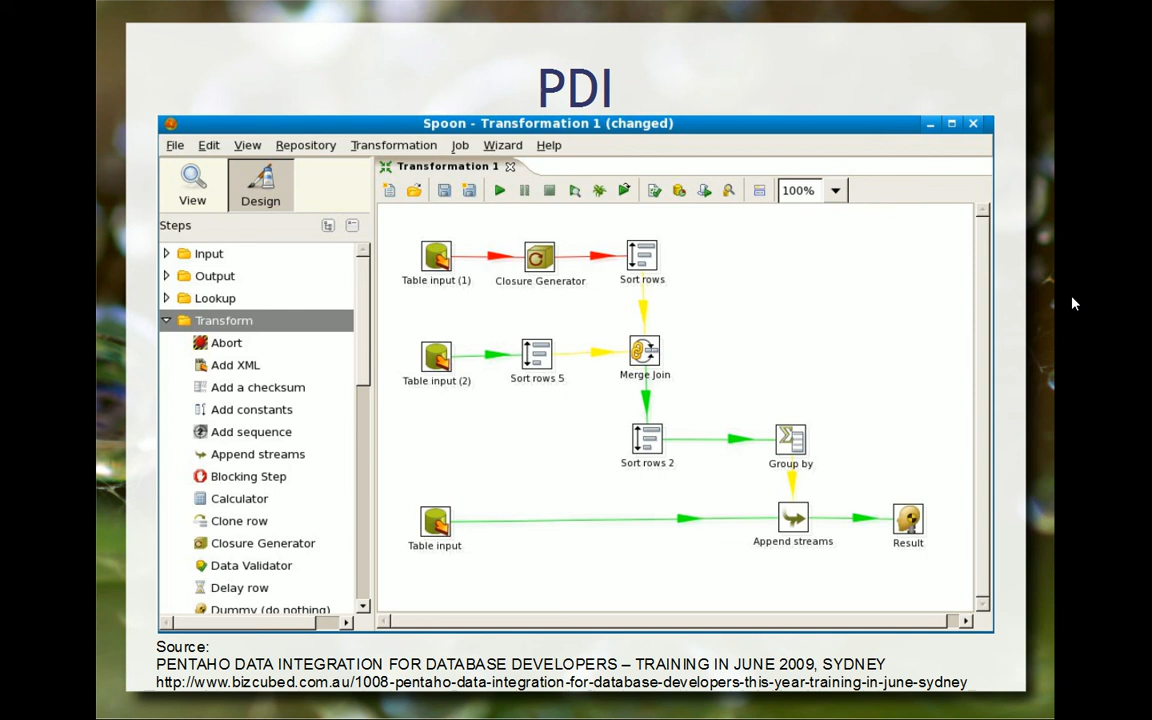 PDI
Spoon - Transformation 1 (changed)
File Edit View Repository Transformation Job Wizard Help
View Design
Transformation 1
100%
Steps
Input
Output
Lookup
Transform
Abort
Add XML
Add a checksum
Add constants
Add sequence
Append streams
Blocking Step
Calculator
Clone row
Closure Generator
Data Validator
Delay row
Dummy (do nothing)
Table input (1) Closure Generator Sort rows
Table input (2) Sort rows 5 Merge Join
Sort rows 2 Group by
Table input Append streams Result
Source:
PENTAHO DATA INTEGRATION FOR DATABASE DEVELOPERS – TRAINING IN JUNE 2009, SYDNEY
http://www.bizcubed.com.au/1008-pentaho-data-integration-for-database-developers-this-year-training-in-june-sydney